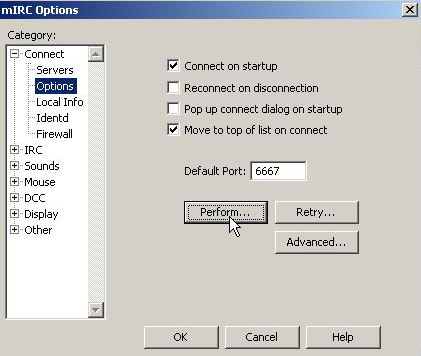 mIRC Options
Category:
Connect
Servers
Options
Local Info
Identd
Firewall
IRC
Sounds
Mouse
DCC
Display
Other
Connect on startup
Reconnect on disconnection
Pop up connect dialog on startup
Move to top of list on connect
Default Port: 6667
Perform... Retry...
Advanced...
OK Cancel Help